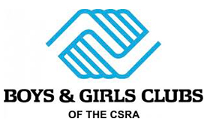 BOYS & GIRLS CLUBS
OF THE CSRA